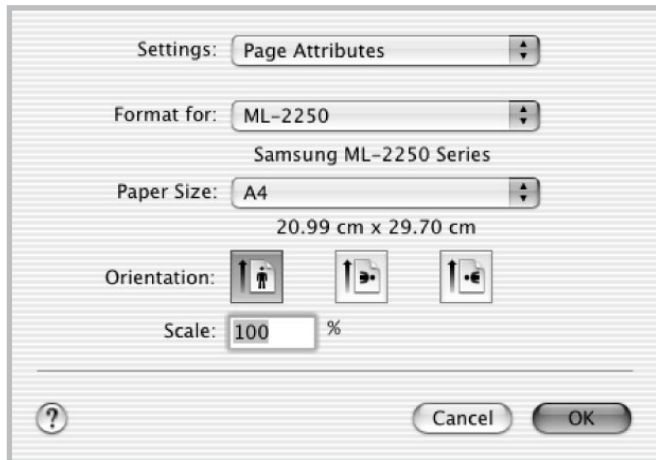 Settings: Page Attributes
Format for: ML-2250
Samsung ML-2250 Series
Paper Size: A4
20.99 cm x 29.70 cm
Orientation:
Scale: 100 %
? Cancel OK